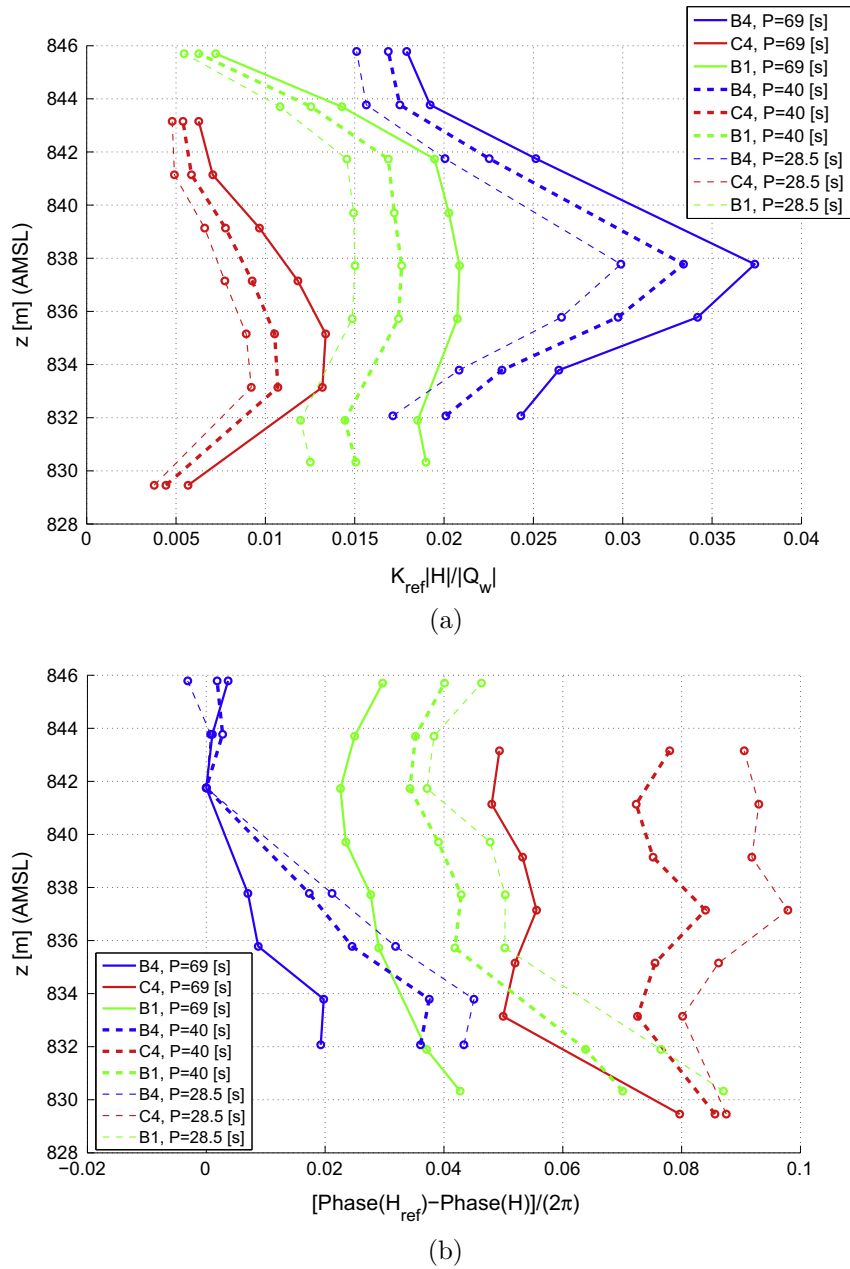 846
844
842
840
838
836
834
832
830
828
z [m] (AMSL)
0
0.005
0.01
0.015
0.02
0.025
0.03
0.035
0.04
K_ref|H|/|Q_w|
B4, P=69 [s]
C4, P=69 [s]
B1, P=69 [s]
B4, P=40 [s]
C4, P=40 [s]
B1, P=40 [s]
B4, P=28.5 [s]
C4, P=28.5 [s]
B1, P=28.5 [s]
(a)
846
844
842
840
838
836
834
832
830
828
z [m] (AMSL)
B4, P=69 [s]
C4, P=69 [s]
B1, P=69 [s]
B4, P=40 [s]
C4, P=40 [s]
B1, P=40 [s]
B4, P=28.5 [s]
C4, P=28.5 [s]
B1, P=28.5 [s]
−0.02
0
0.02
0.04
0.06
0.08
0.1
[Phase(H_ref)−Phase(H)]/(2π)
(b)